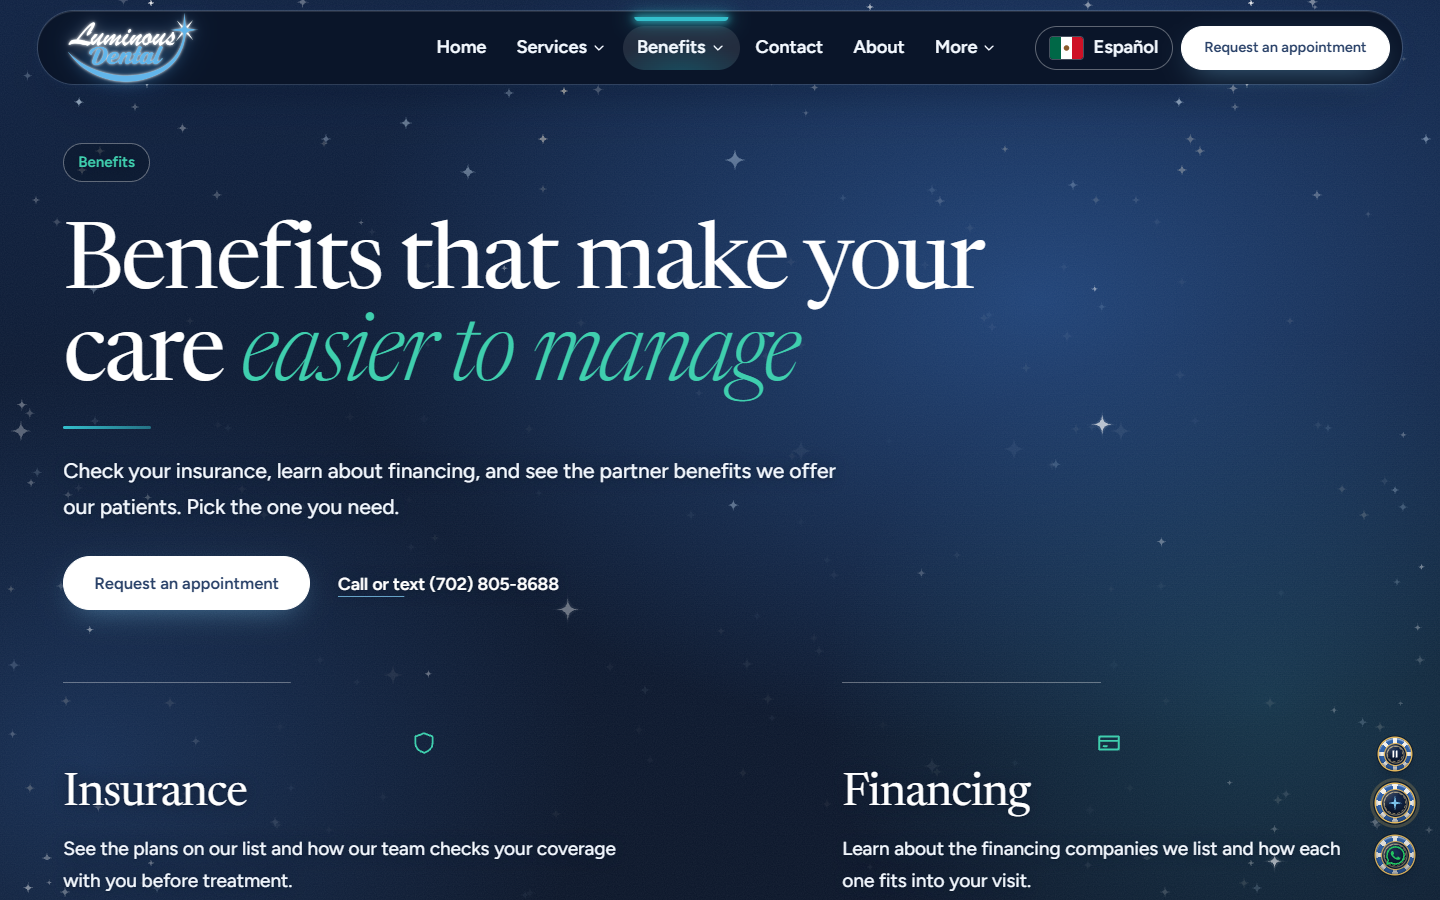 Luminous
Dental
Home
Services
Benefits
Contact
About
More
Español
Request an appointment
Benefits
Benefits that make your
care easier to manage
Check your insurance, learn about financing, and see the partner benefits we offer
our patients. Pick the one you need.
Request an appointment
Call or text (702) 805-8688
Insurance
See the plans on our list and how our team checks your coverage
with you before treatment.
Financing
Learn about the financing companies we list and how each
one fits into your visit.